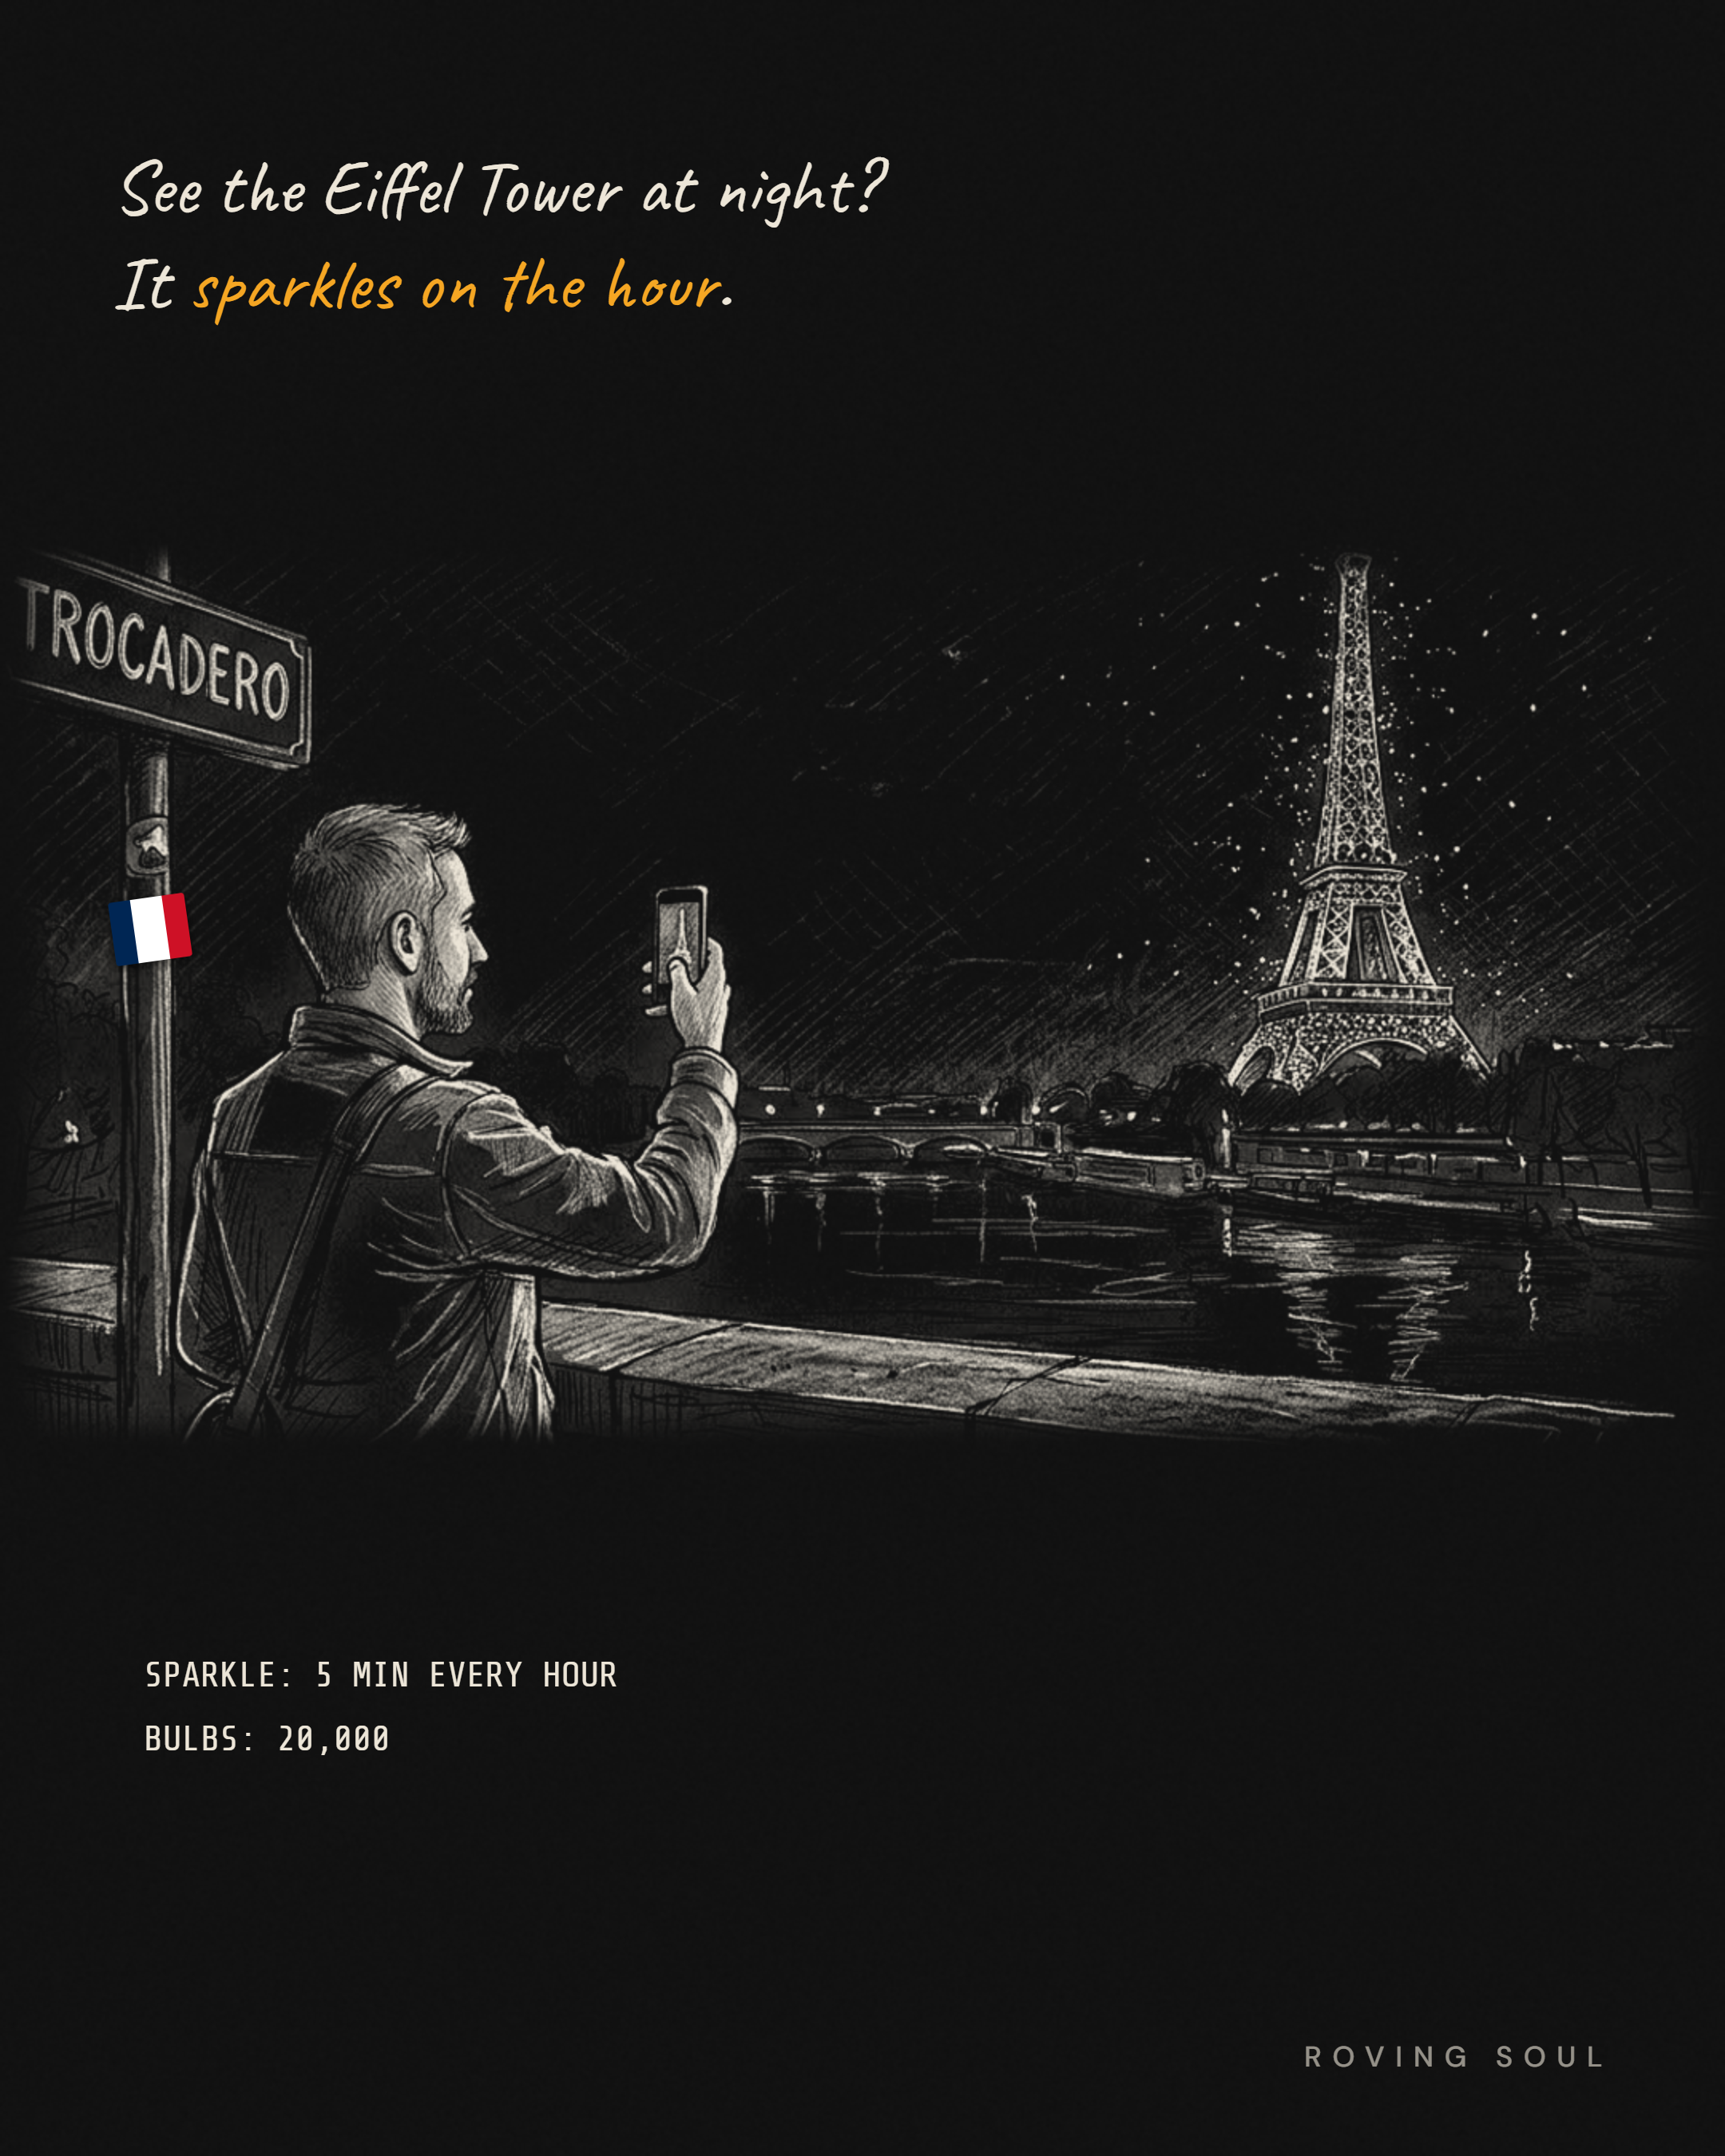 See the Eiffel Tower at night?
It sparkles on the hour.
TROCADERO
SPARKLE: 5 MIN EVERY HOUR
BULBS: 20,000
ROVING SOUL